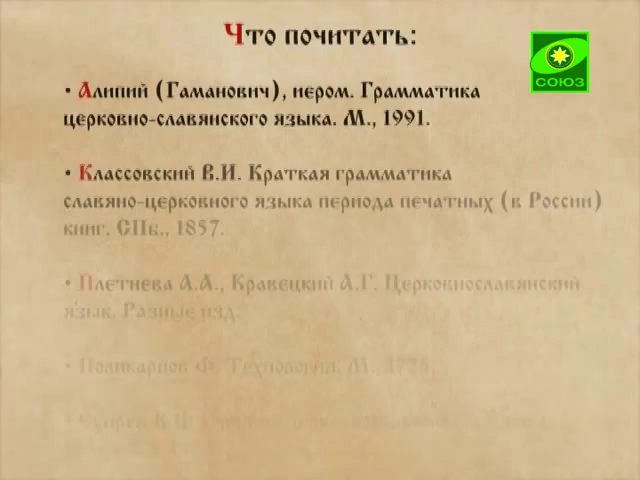 Что почитать:
СОЮЗ
• Алипий (Гаманович), иером. Грамматика
церковно-славянского языка. М., 1991.
• Классовский В.И. Краткая грамматика
славяно-церковного языка периода печатных (в России)
книг. СПб., 1857.
• Плетнева А.А., Кравецкий А.Г. Церковнославянский
язык. Разные изд.
• Поликарпов Ф. Технология. М., 1725.